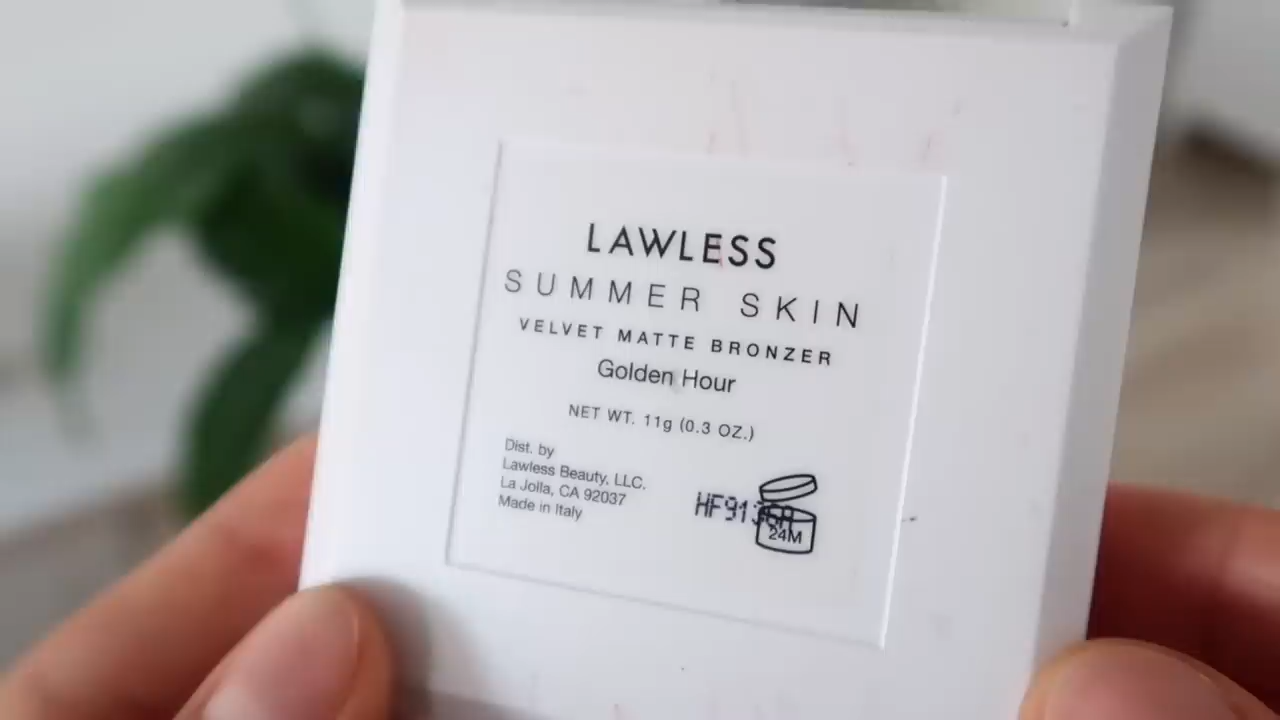 LAWLESS
SUMMER SKIN
VELVET MATTE BRONZER
Golden Hour
NET WT. 11g (0.3 OZ.)
Dist. by
Lawless Beauty, LLC.
La Jolla, CA 92037
Made in Italy
24M